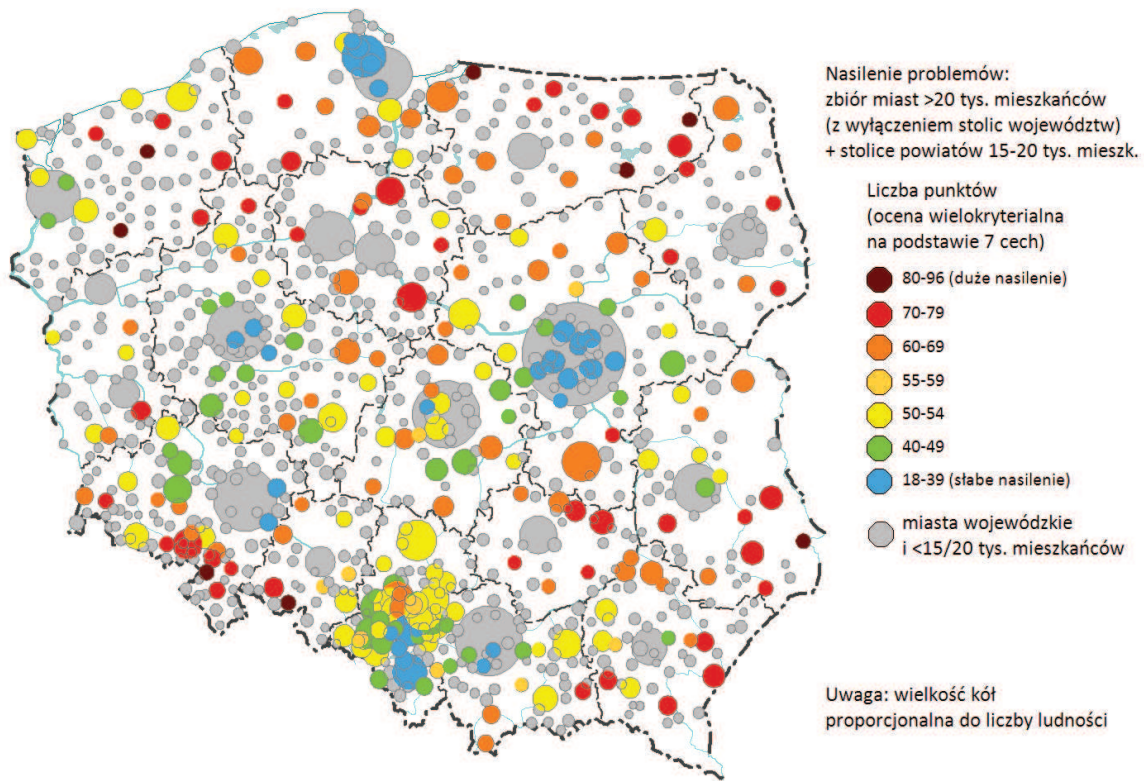 Nasilenie problemów:
zbiór miast >20 tys. mieszkańców
(z wyłączeniem stolic województw)
+ stolice powiatów 15-20 tys. mieszk.
Liczba punktów
(ocena wielokryterialna
na podstawie 7 cech)
80-96 (duże nasilenie)
70-79
60-69
55-59
50-54
40-49
18-39 (słabe nasilenie)
miasta wojewódzkie
i <15/20 tys. mieszkańców
Uwaga: wielkość kół
proporcjonalna do liczby ludności